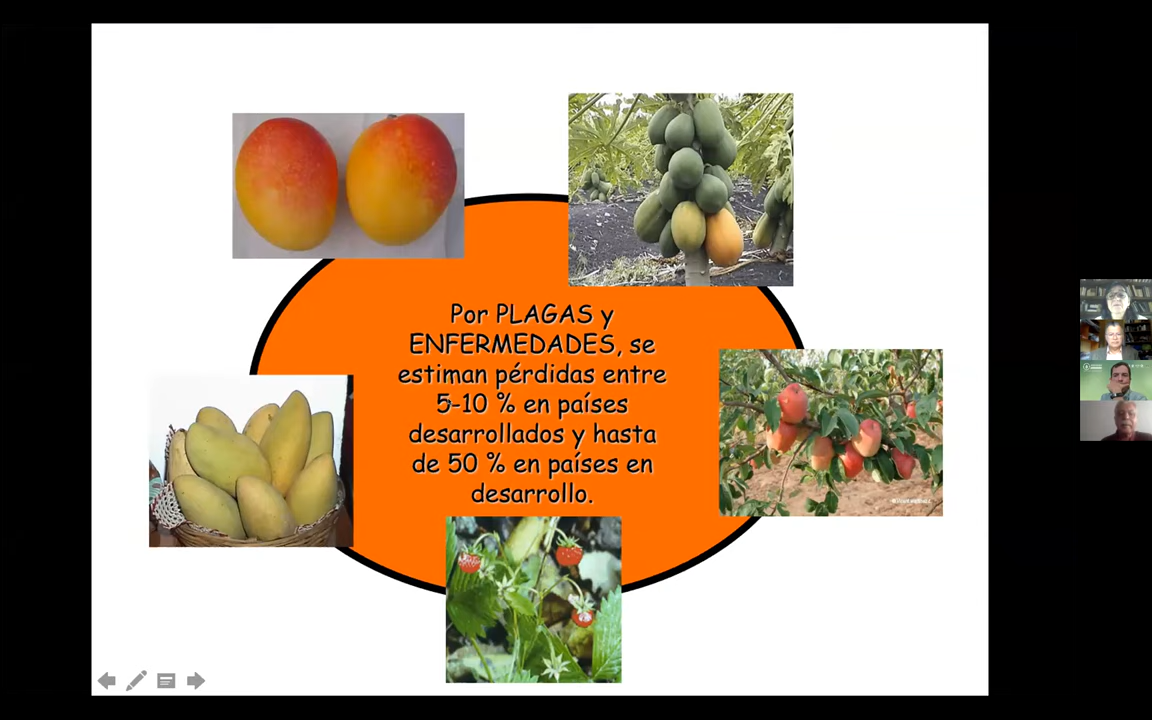 Por PLAGAS y
ENFERMEDADES, se
estiman pérdidas entre
5-10 % en países
desarrollados y hasta
de 50 % en países en
desarrollo.